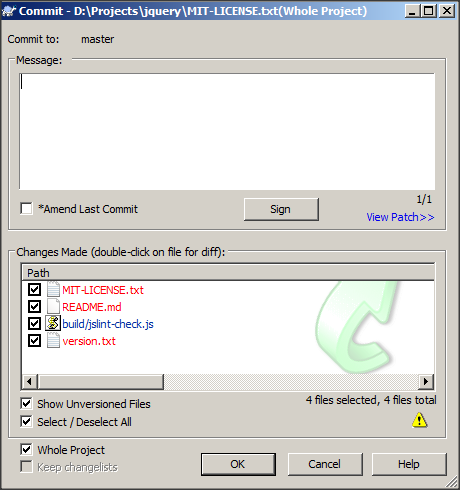 Commit - D:\Projects\jquery\MIT-LICENSE.txt(Whole Project)
Commit to: master
Message:
1/1
*Amend Last Commit
Sign
View Patch>>
Changes Made (double-click on file for diff):
Path
MIT-LICENSE.txt
README.md
build/jslint-check.js
version.txt
Show Unversioned Files
4 files selected, 4 files total
Select / Deselect All
Whole Project
Keep changelists
OK
Cancel
Help